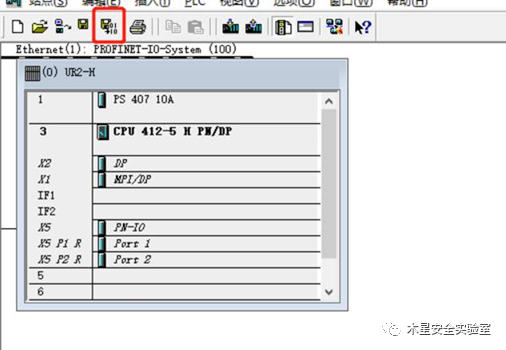 站点(S) 编辑(E) 插入(I) PLC 视图(V) 选项(O) 窗口(W) 帮助(H)
Ethernet(1): PROFINET-IO-System (100)
(0) UR2-H
1 PS 407 10A
3 CPU 412-5 H PN/DP
X2 DP
X1 MPI/DP
IF1
IF2
X5 PN-IO
X5 P1 R Port 1
X5 P2 R Port 2
5
6
木星安全实验室